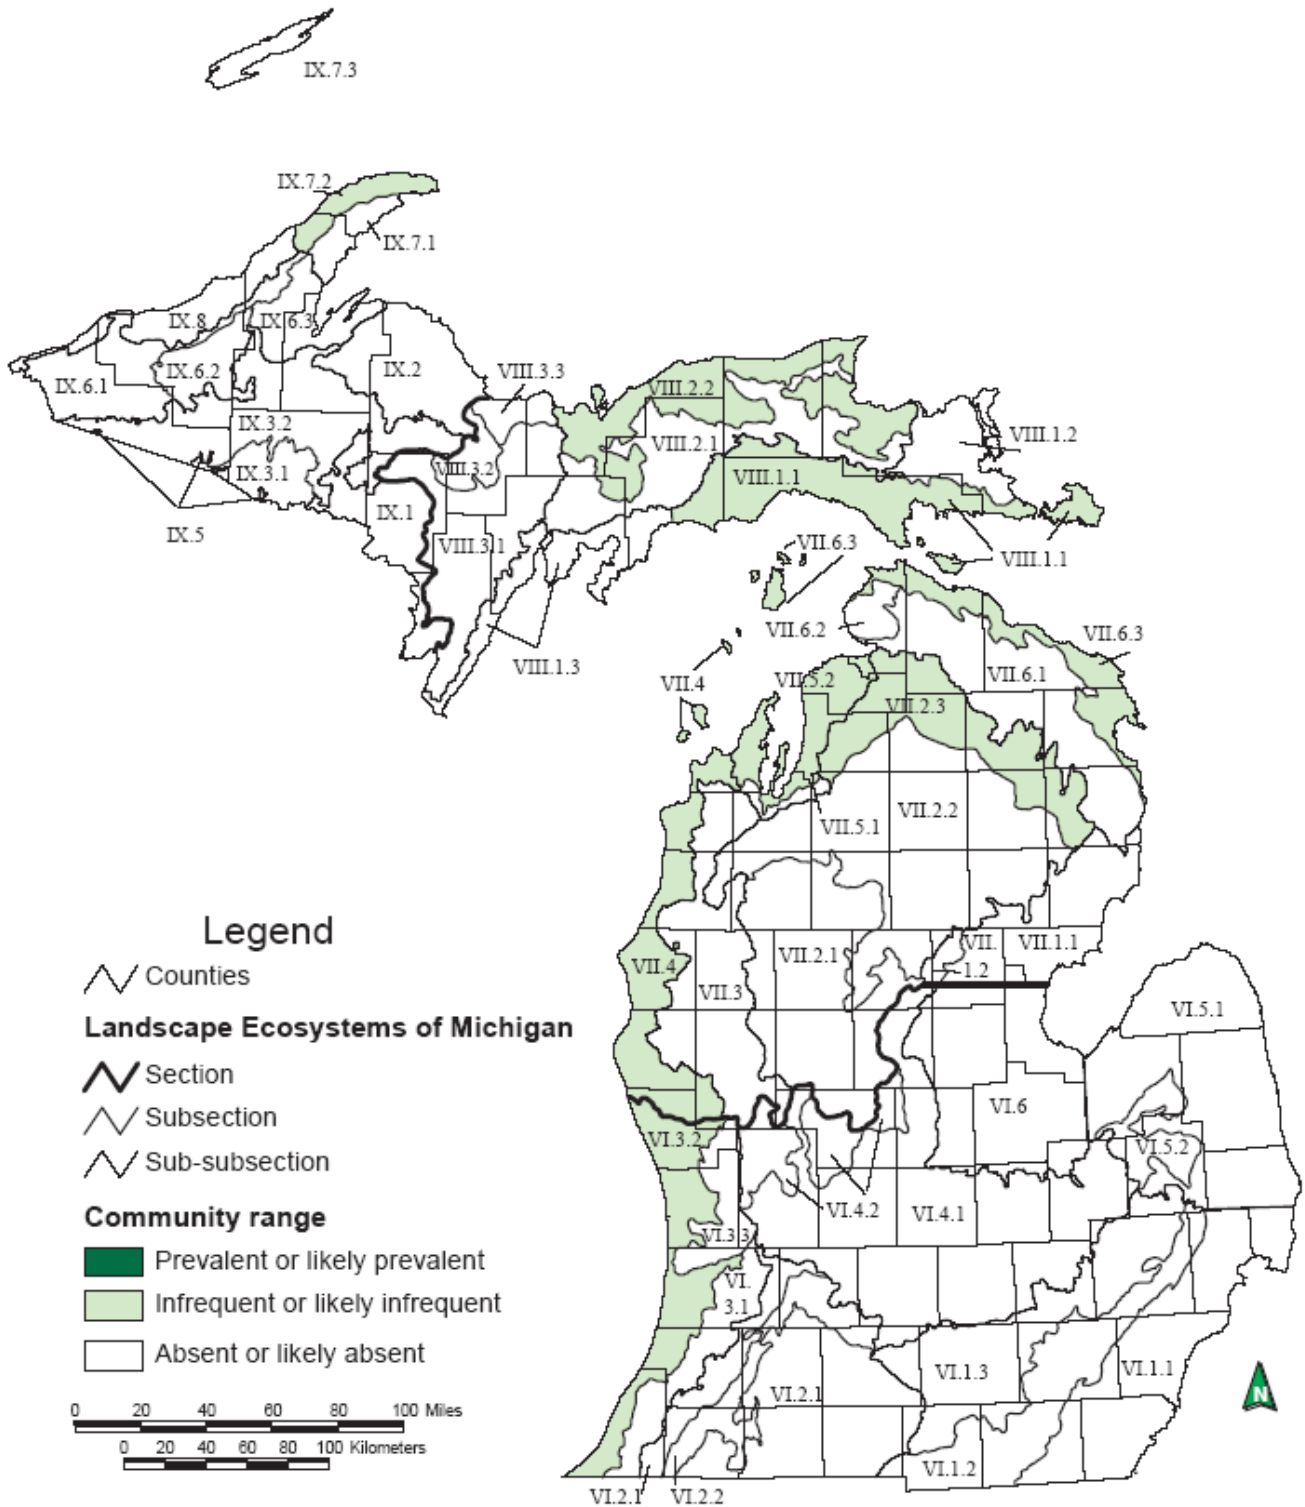 IX.7.3
IX.7.2
IX.7.1
IX.8
IX.6.3
IX.6.1
IX.6.2
IX.2
VIII.3.3
VIII.2.2
IX.3.2
VIII.2.1
VIII.1.2
IX.3.1
VIII.3.2
VIII.1.1
IX.5
IX.1
VIII.3.1
VII.6.3
VIII.1.1
VIII.1.3
VII.6.2
VII.6.3
VII.4
VII.5.2
VII.6.1
VII.2.3
VII.5.1
VII.2.2
VII.4
VII.3
VII.2.1
VII.
1.2
VII.1.1
VI.5.1
VI.6
VI.3.2
VI.5.2
VI.4.2
VI.4.1
VI.3.3
VI.
3.1
VI.2.1
VI.1.3
VI.1.1
VI.1.2
VI.2.1
VI.2.2
Legend
Counties
Landscape Ecosystems of Michigan
Section
Subsection
Sub-subsection
Community range
Prevalent or likely prevalent
Infrequent or likely infrequent
Absent or likely absent
0 20 40 60 80 100 Miles
0 20 40 60 80 100 Kilometers
N